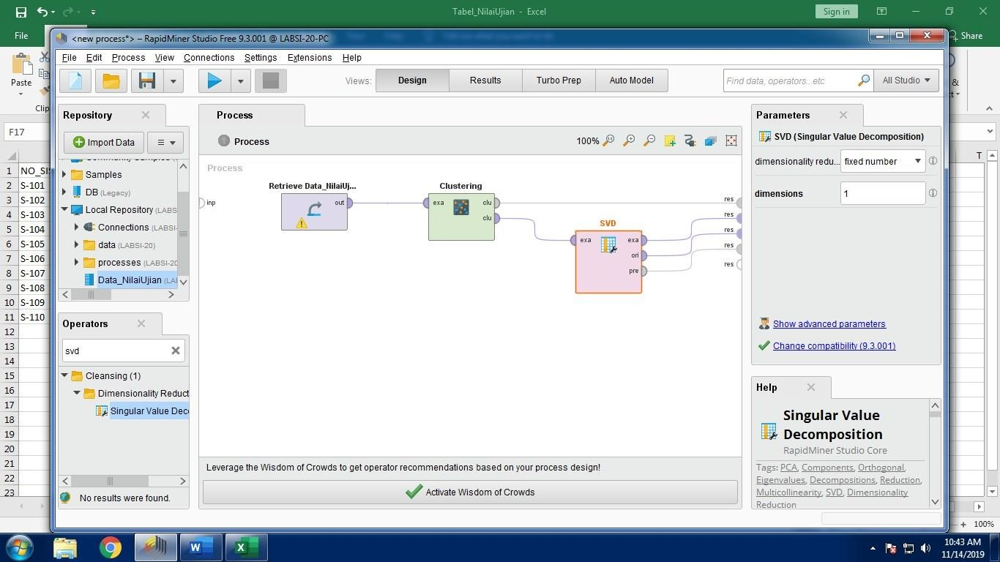 Tabel_NilaiUjian - Excel
Sign in
File
Share
<new process*> – RapidMiner Studio Free 9.3.001 @ LABSI-20-PC
File Edit Process View Connections Settings Extensions Help
Paste
Clip
Views:
Design
Results
Turbo Prep
Auto Model
Find data, operators...etc
All Studio
F17
Repository
Import Data
Samples
DB (Legacy)
Local Repository (LABS
Connections (LABSI-
data (LABSI-20)
processes (LABSI-20
Data_NilaiUjian (LA
Operators
svd
Cleansing (1)
Dimensionality Reduct
Singular Value Dec
No results were found.
Process
Process
100%
Process
inp
Retrieve Data_NilaiUj...
out
Clustering
exa
clu
clu
SVD
exa
exa
ori
pre
res
res
res
res
res
Leverage the Wisdom of Crowds to get operator recommendations based on your process design!
Activate Wisdom of Crowds
Parameters
SVD (Singular Value Decomposition)
dimensionality redu... fixed number
dimensions 1
Show advanced parameters
Change compatibility (9.3.001)
Help
Singular Value
Decomposition
RapidMiner Studio Core
Tags: PCA, Components, Orthogonal,
Eigenvalues, Decompositions, Reduction,
Multicollinearity, SVD, Dimensionality
Reduction
T
1 NO_SIS
2 S-101
3 S-102
4 S-103
5 S-104
6 S-105
7 S-106
8 S-107
9 S-108
10 S-109
11 S-110
12
13
14
15
16
17
18
19
20
21
22
23
100%
10:43 AM
11/14/2019